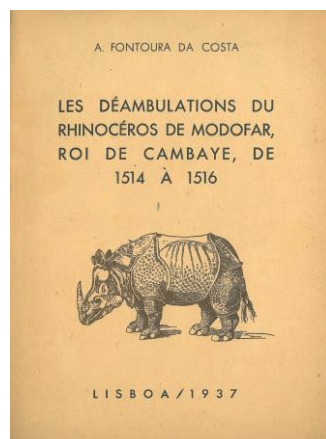 A. FONTOURA DA COSTA
LES DÉAMBULATIONS DU
RHINOCÉROS DE MODOFAR,
ROI DE CAMBAYE, DE
1514 À 1516
LISBOA/1937